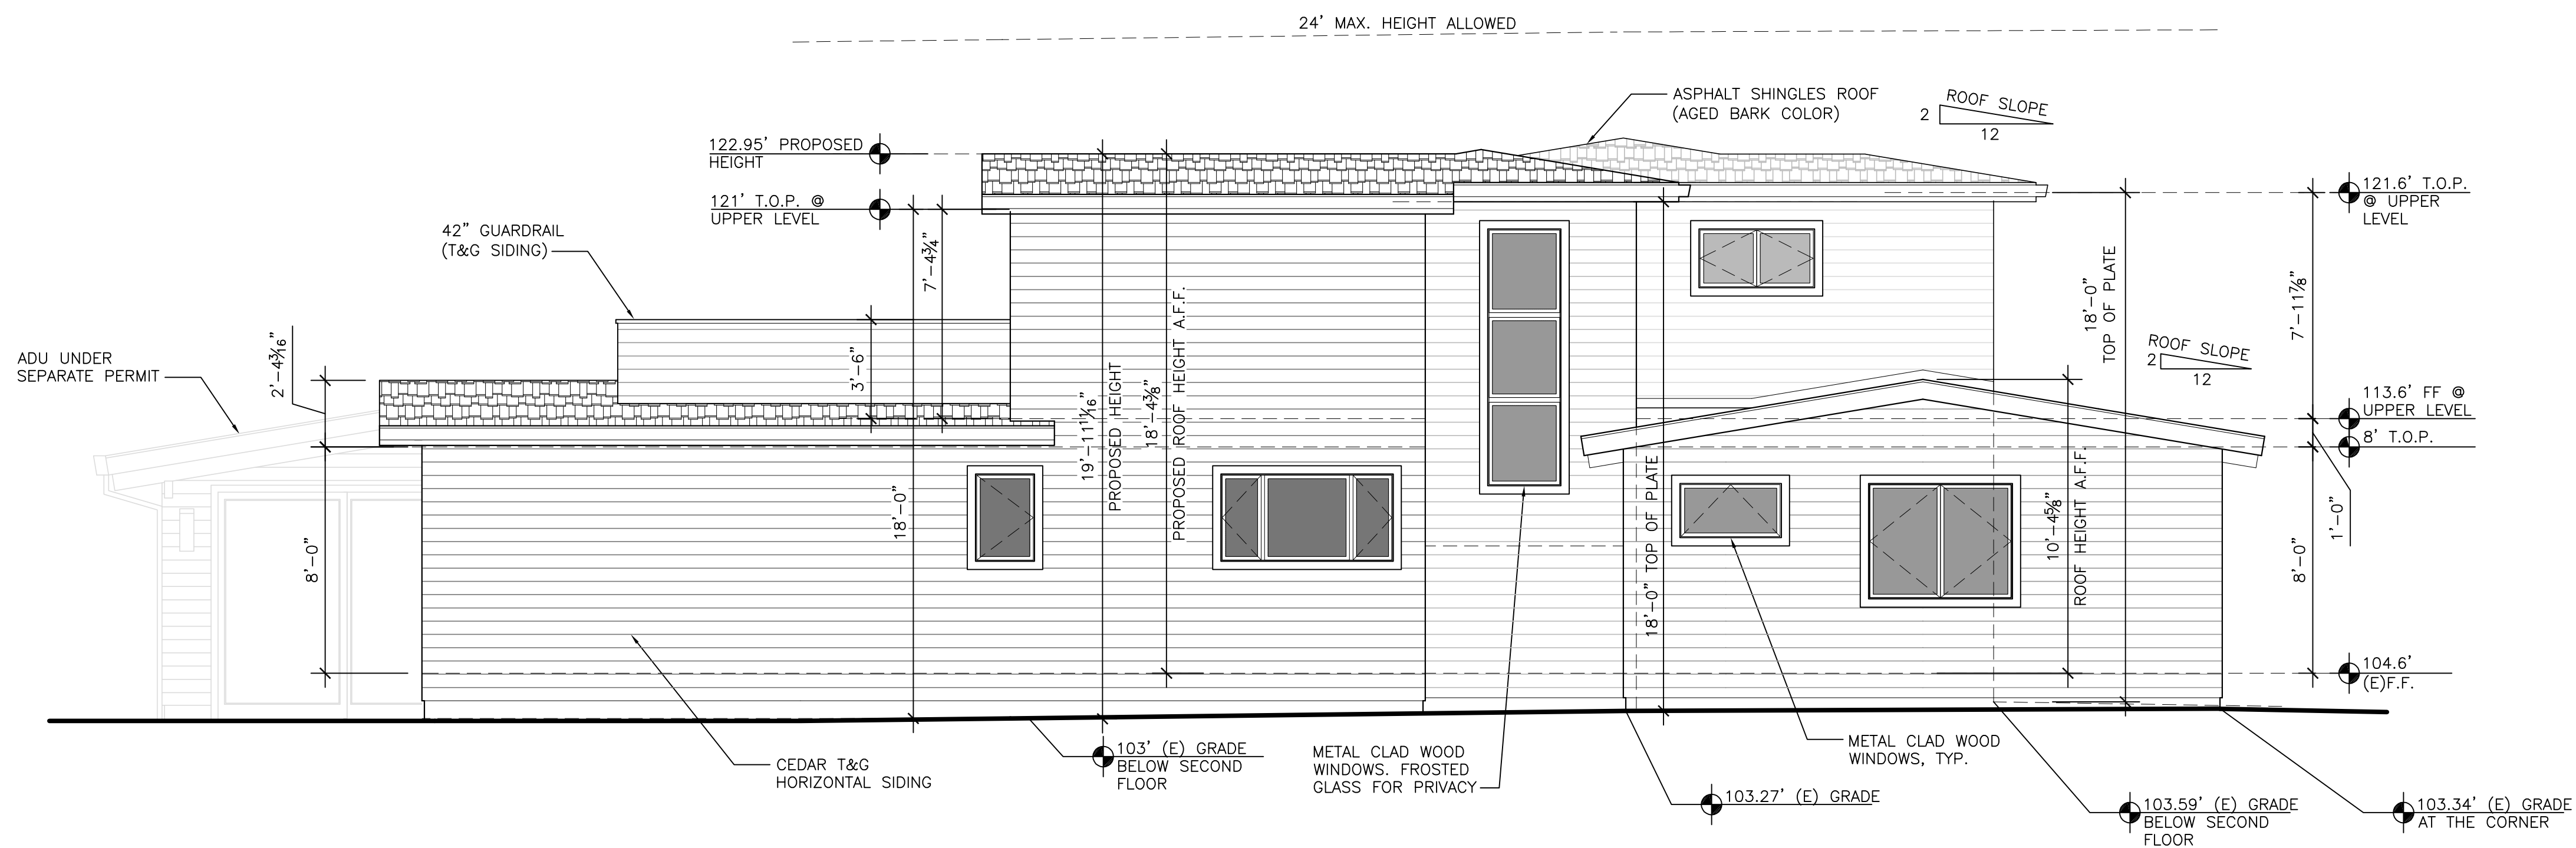 24' MAX. HEIGHT ALLOWED
ASPHALT SHINGLES ROOF
(AGED BARK COLOR)
ROOF SLOPE
2
12
122.95' PROPOSED
HEIGHT
121' T.O.P. @
UPPER LEVEL
121.6' T.O.P.
@ UPPER
LEVEL
42" GUARDRAIL
(T&G SIDING)
7'-4¾"
ADU UNDER
SEPARATE PERMIT
2'-4³⁄₁₆"
3'-6"
8'-0"
18'-0"
19'-11¹¹⁄₁₆"
PROPOSED HEIGHT
18'-4⅜"
PROPOSED ROOF HEIGHT A.F.F.
18'-0" TOP OF PLATE
18'-0"
TOP OF PLATE
7'-11⅞"
ROOF SLOPE
2
12
113.6' FF @
UPPER LEVEL
8' T.O.P.
10'-4⅝"
ROOF HEIGHT A.F.F.
1'-0"
8'-0"
104.6'
(E)F.F.
CEDAR T&G
HORIZONTAL SIDING
103' (E) GRADE
BELOW SECOND
FLOOR
METAL CLAD WOOD
WINDOWS. FROSTED
GLASS FOR PRIVACY
METAL CLAD WOOD
WINDOWS, TYP.
103.27' (E) GRADE
103.59' (E) GRADE
BELOW SECOND
FLOOR
103.34' (E) GRADE
AT THE CORNER